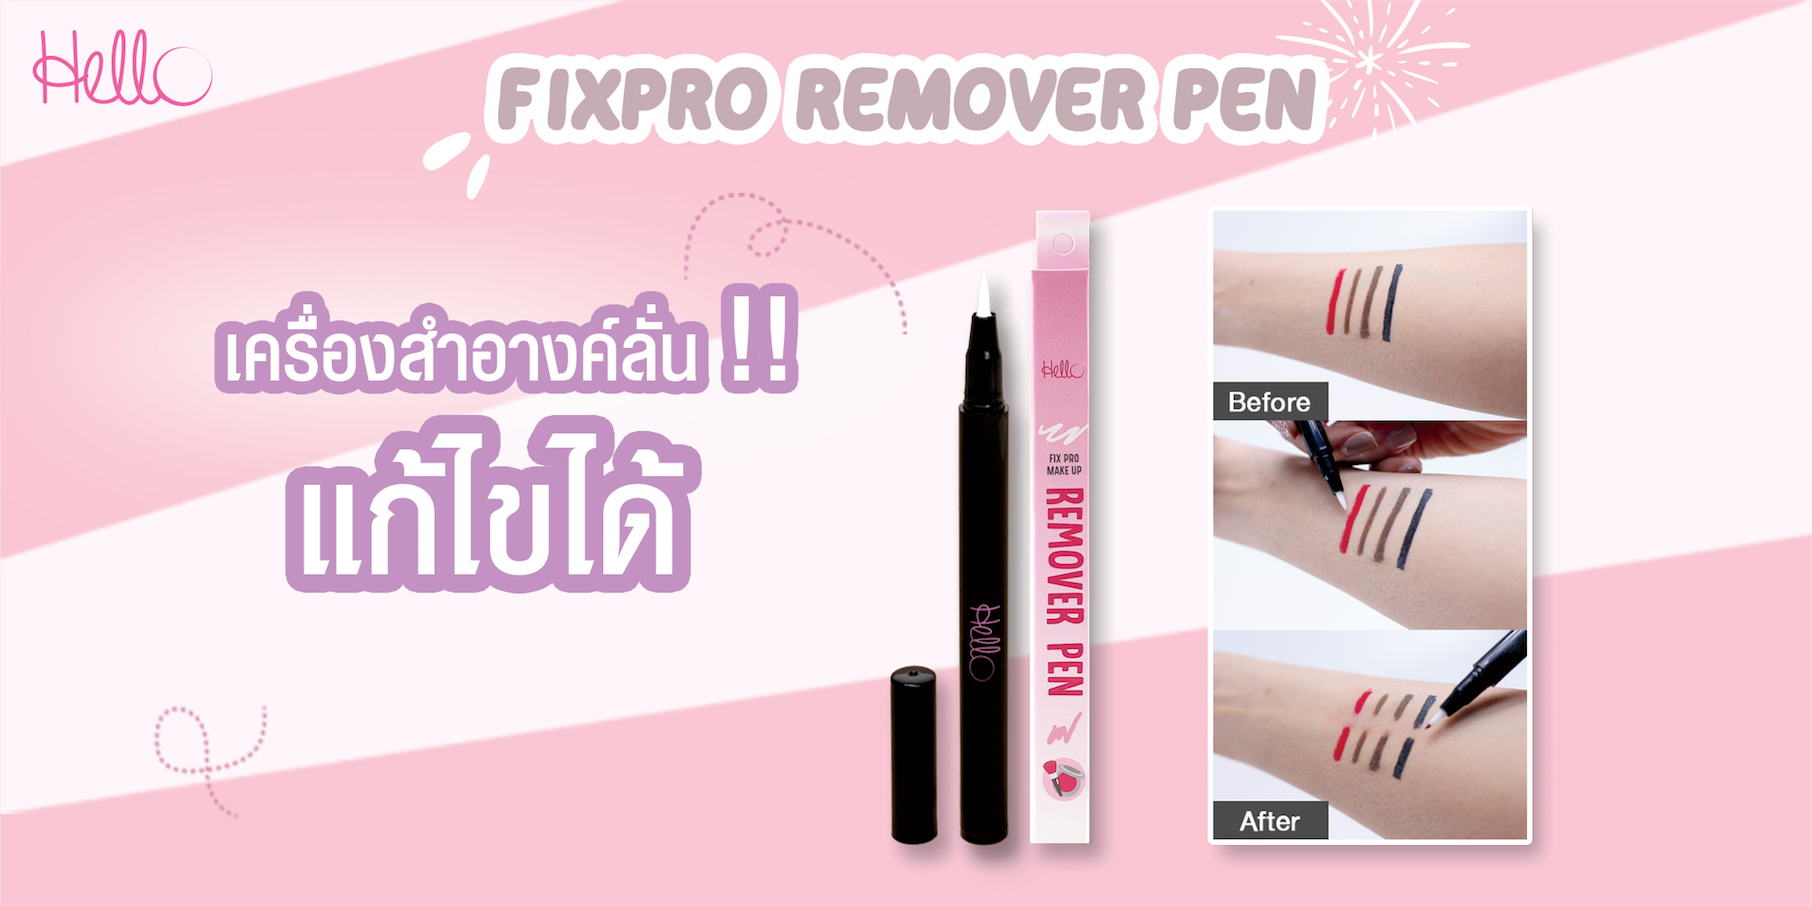 Hello
FIXPRO REMOVER PEN
เครื่องสำอางค์ลั่น !!
แก้ไขได้
Hello
Hello
FIX PRO
MAKE UP
REMOVER PEN
Before
After